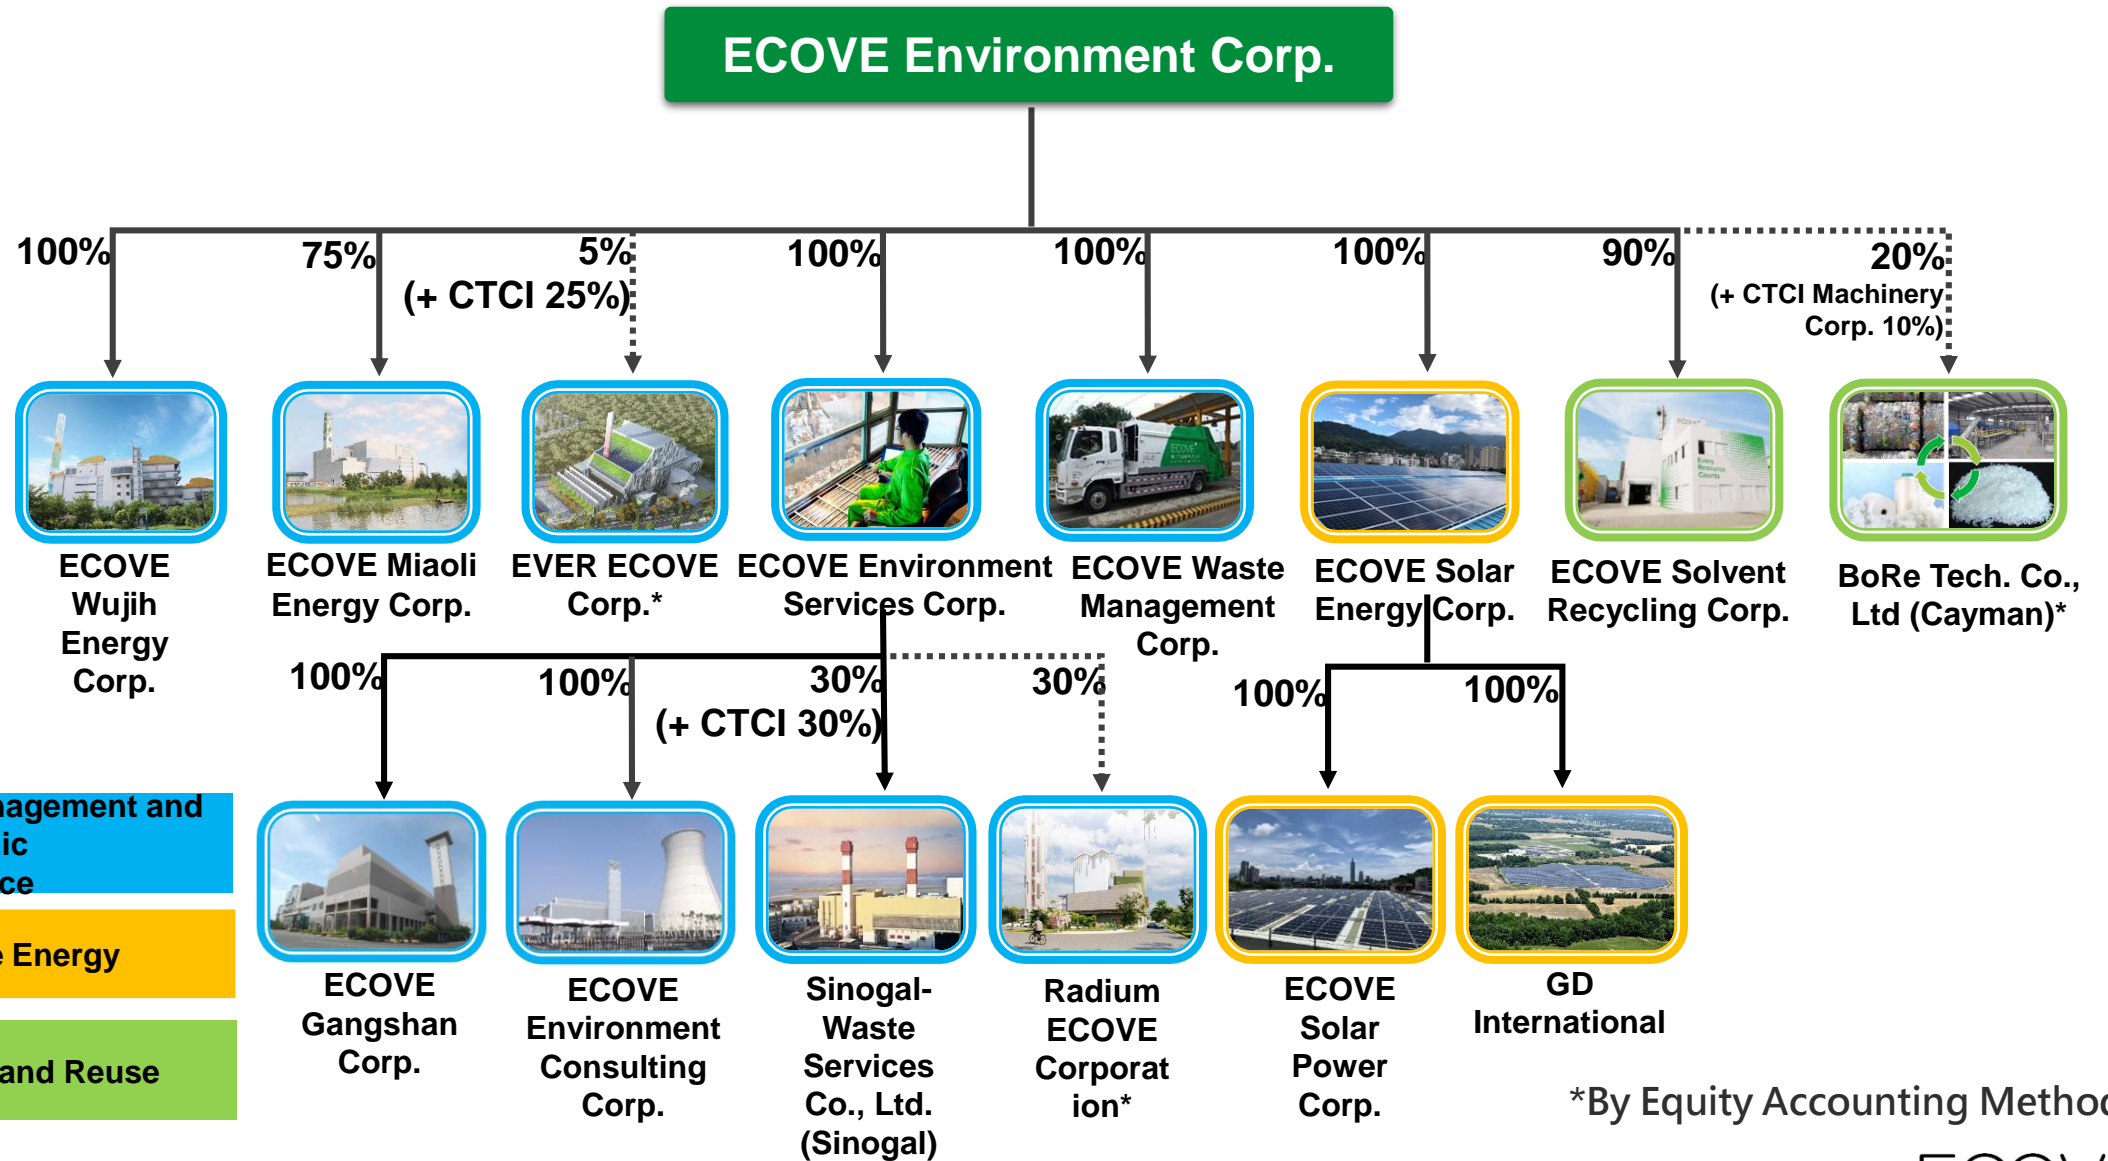 ECOVE Environment Corp.
100%
75%
5%
(+ CTCI 25%)
100%
100%
100%
90%
20%
(+ CTCI Machinery
Corp. 10%)
ECOVE
Wujih
Energy
Corp.
ECOVE Miaoli
Energy Corp.
EVER ECOVE
Corp.*
ECOVE Environment
Services Corp.
ECOVE Waste
Management
Corp.
ECOVE Solar
Energy Corp.
ECOVE Solvent
Recycling Corp.
BoRe Tech. Co.,
Ltd (Cayman)*
100%
100%
30%
(+ CTCI 30%)
30%
100%
100%
and
Energy
and Reuse
ECOVE
Gangshan
Corp.
ECOVE
Environment
Consulting
Corp.
Sinogal-
Waste
Services
Co., Ltd.
(Sinogal)
Radium
ECOVE
Corporat
ion*
ECOVE
Solar
Power
Corp.
GD
International
*By Equity Accounting Method